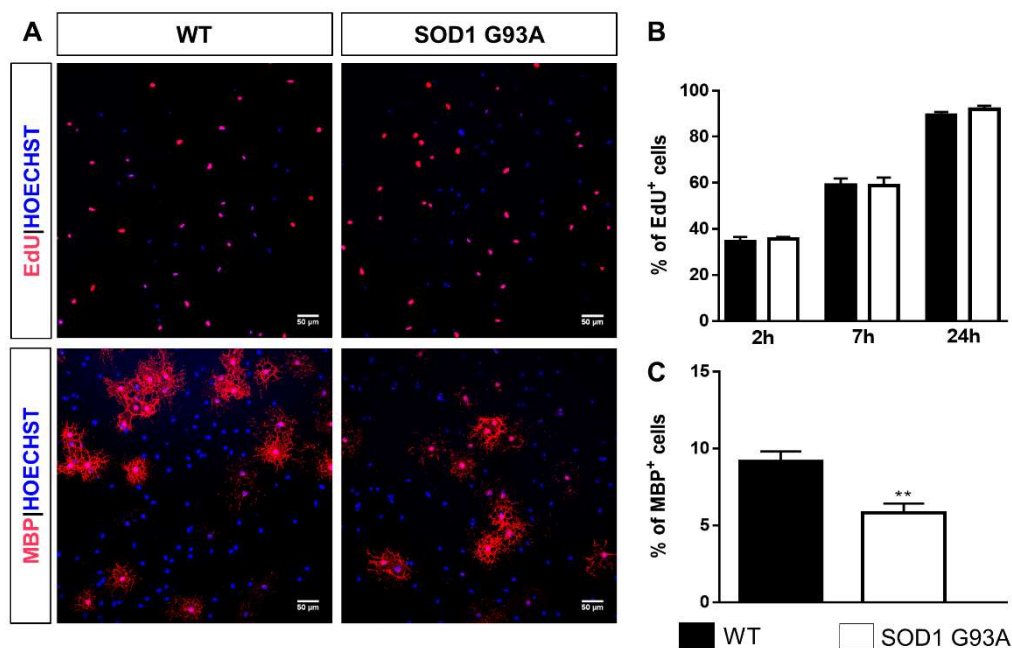 A
WT
SOD1 G93A
EdU|HOECHST
50 µm
50 µm
MBP|HOECHST
50 µm
50 µm
B
% of EdU⁺ cells
100
80
60
40
20
0
2h
7h
24h
C
% of MBP⁺ cells
15
10
5
0
**
WT
SOD1 G93A